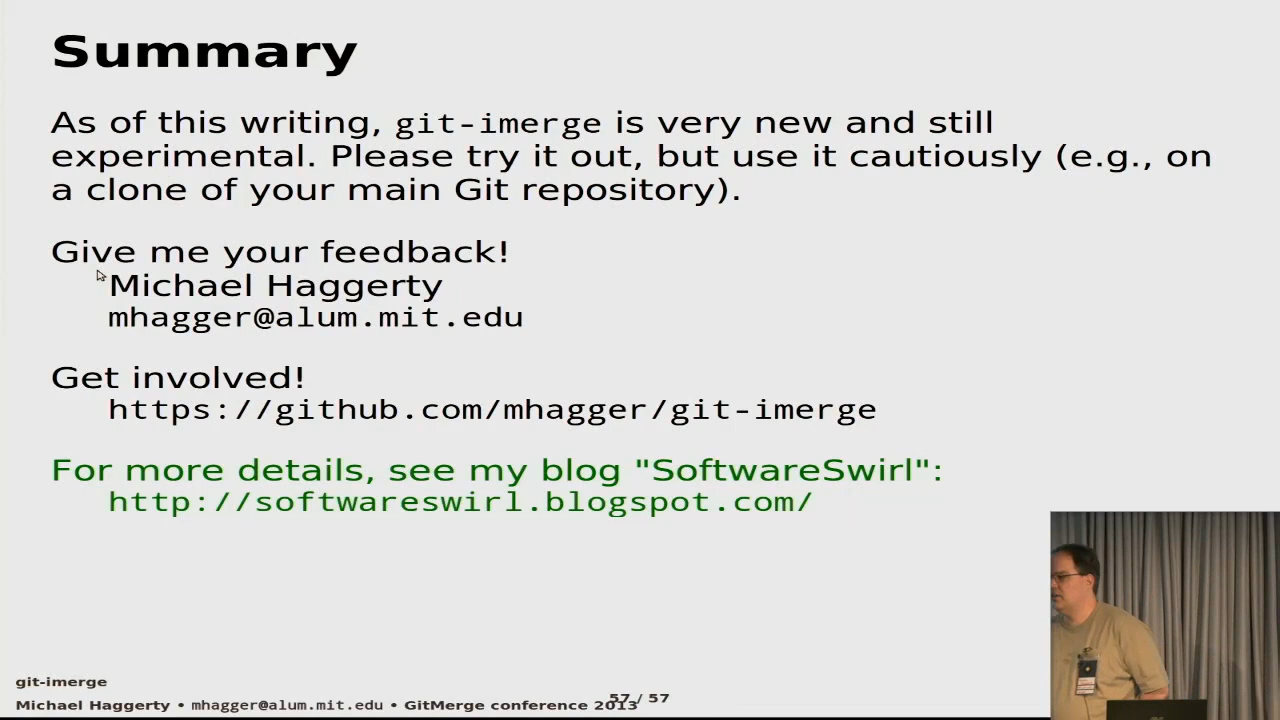 Summary
As of this writing, git-imerge is very new and still
experimental. Please try it out, but use it cautiously (e.g., on
a clone of your main Git repository).
Give me your feedback!
Michael Haggerty
mhagger@alum.mit.edu
Get involved!
https://github.com/mhagger/git-imerge
For more details, see my blog "SoftwareSwirl":
http://softwareswirl.blogspot.com/
git-imerge
Michael Haggerty • mhagger@alum.mit.edu • GitMerge conference 2013
57 / 57